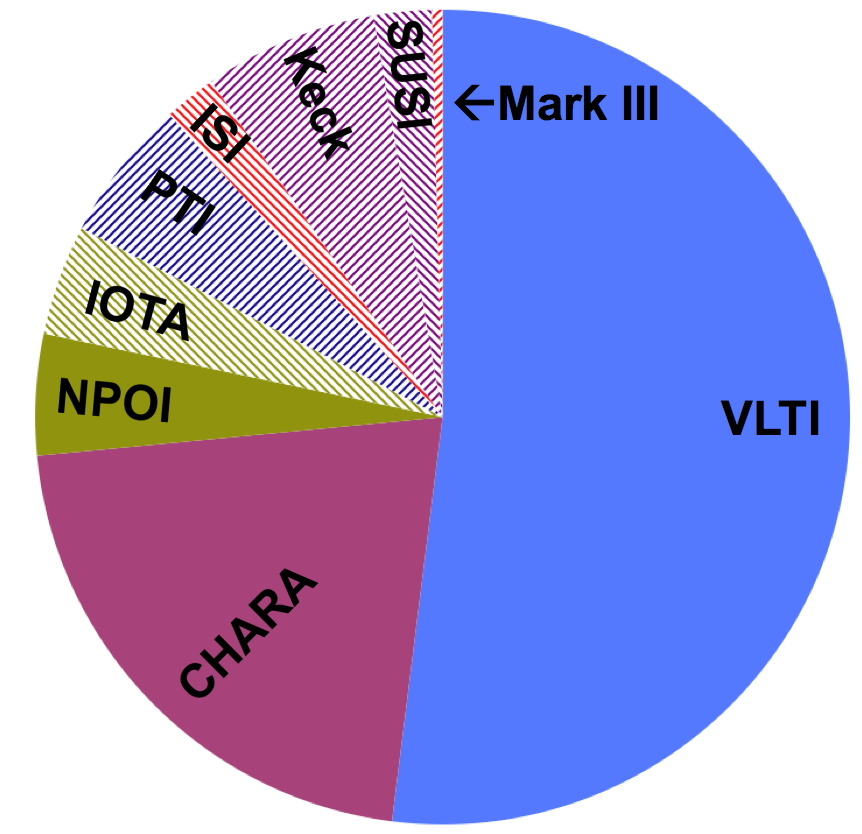 SUSI
←Mark III
Keck
ISI
PTI
IOTA
NPOI
VLTI
CHARA